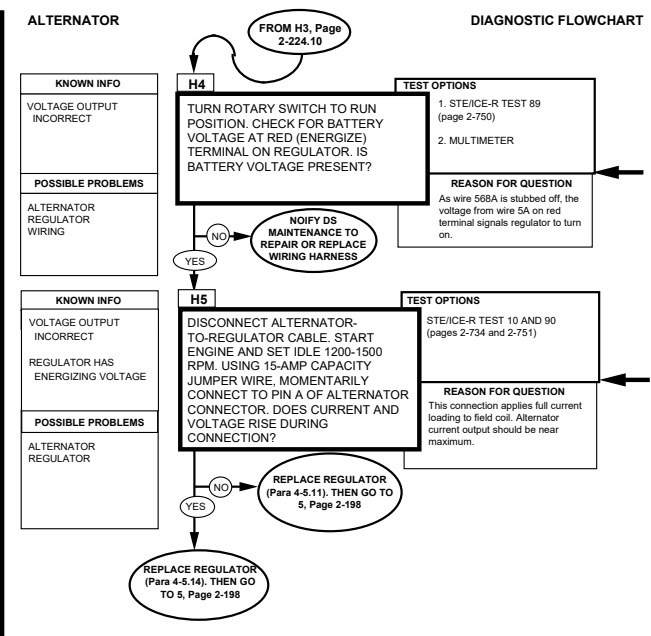 ALTERNATOR
DIAGNOSTIC FLOWCHART
FROM H3, Page
2-224.10
KNOWN INFO
VOLTAGE OUTPUT
INCORRECT
POSSIBLE PROBLEMS
ALTERNATOR
REGULATOR
WIRING
H4
TURN ROTARY SWITCH TO RUN
POSITION. CHECK FOR BATTERY
VOLTAGE AT RED (ENERGIZE)
TERMINAL ON REGULATOR. IS
BATTERY VOLTAGE PRESENT?
TEST OPTIONS
1. STE/ICE-R TEST 89
(page 2-750)
2. MULTIMETER
REASON FOR QUESTION
As wire 568A is stubbed off, the
voltage from wire 5A on red
terminal signals regulator to turn
on.
NO
NOIFY DS
MAINTENANCE TO
REPAIR OR REPLACE
WIRING HARNESS
YES
KNOWN INFO
VOLTAGE OUTPUT
INCORRECT
REGULATOR HAS
ENERGIZING VOLTAGE
POSSIBLE PROBLEMS
ALTERNATOR
REGULATOR
H5
DISCONNECT ALTERNATOR-
TO-REGULATOR CABLE. START
ENGINE AND SET IDLE 1200-1500
RPM. USING 15-AMP CAPACITY
JUMPER WIRE, MOMENTARILY
CONNECT TO PIN A OF ALTERNATOR
CONNECTOR. DOES CURRENT AND
VOLTAGE RISE DURING
CONNECTION?
TEST OPTIONS
STE/ICE-R TEST 10 AND 90
(pages 2-734 and 2-751)
REASON FOR QUESTION
This connection applies full current
loading to field coil. Alternator
current output should be near
maximum.
NO
REPLACE REGULATOR
(Para 4-5.11). THEN GO TO
5, Page 2-198
YES
REPLACE REGULATOR
(Para 4-5.14). THEN GO
TO 5, Page 2-198